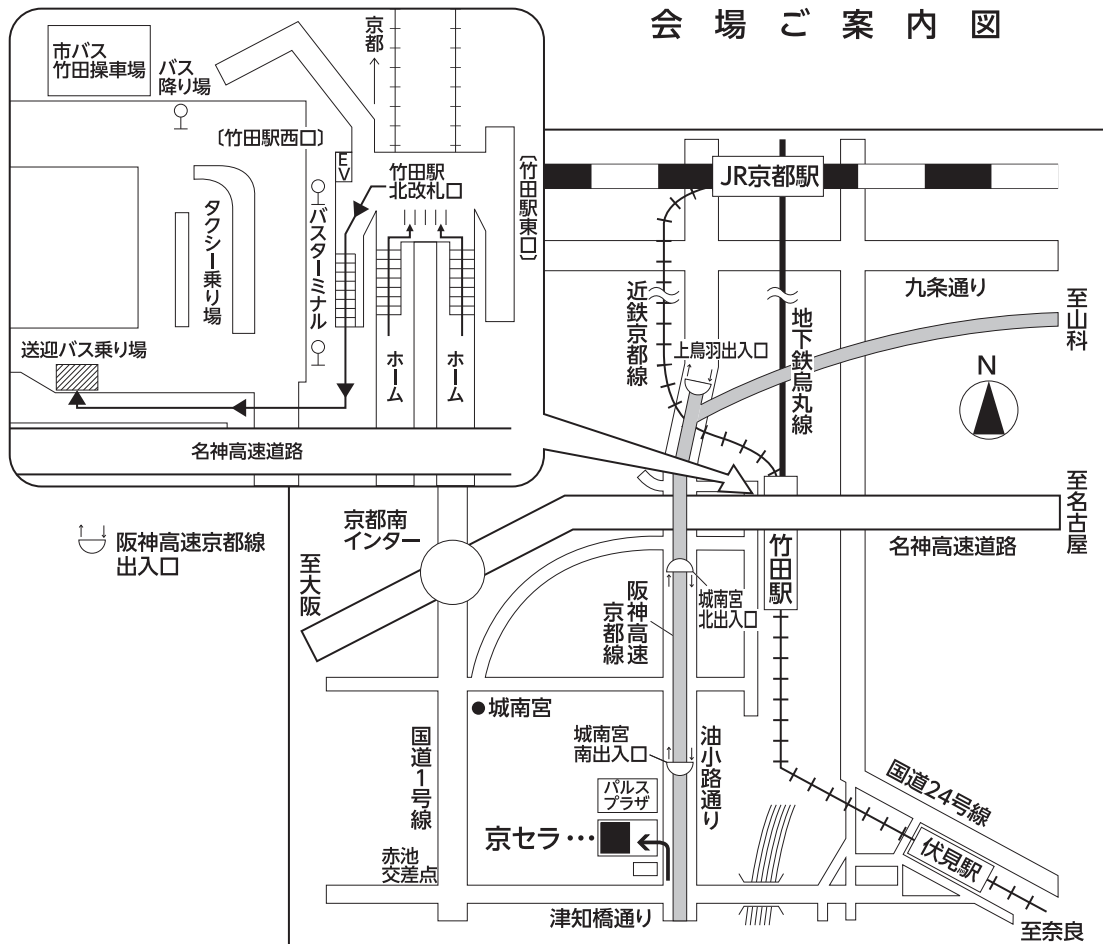 会場ご案内図
市バス
竹田操車場
バス
降り場
京都
〔竹田駅西口〕
EV
竹田駅
北改札口
〔竹田駅東口〕
タクシー乗り場
バスターミナル
送迎バス乗り場
ホーム
ホーム
名神高速道路
JR京都駅
九条通り
至山科
近鉄京都線
地下鉄烏丸線
上鳥羽出入口
N
至名古屋
京都南
インター
名神高速道路
竹田駅
阪神高速京都線
出入口
至大阪
阪神高速
京都線
城南宮
北出入口
城南宮
国道1号線
城南宮
南出入口
油小路通り
パルス
プラザ
国道24号線
京セラ…
伏見駅
赤池
交差点
津知橋通り
至奈良